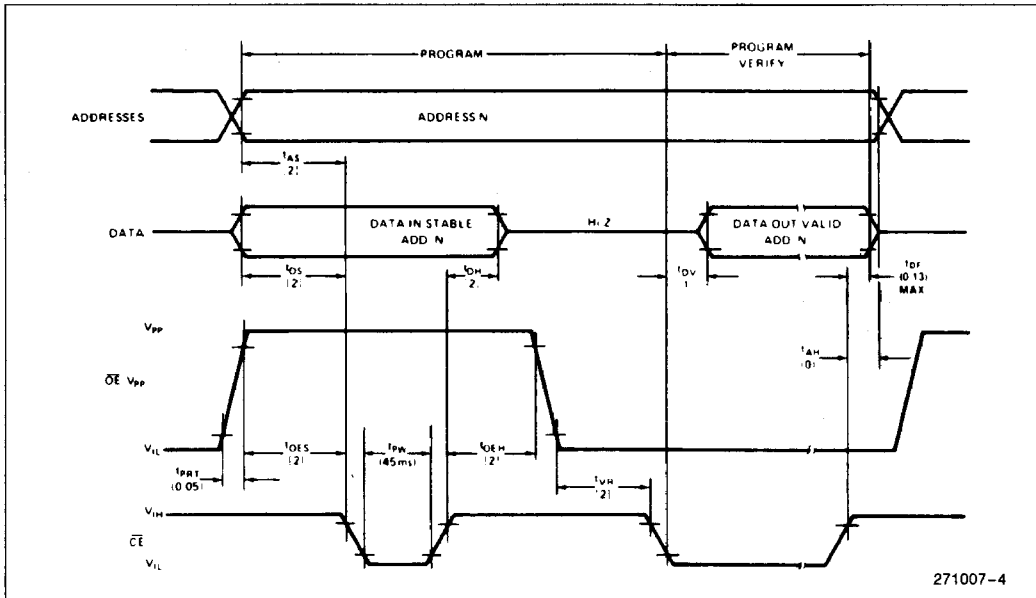 PROGRAM
PROGRAM
VERIFY
ADDRESSES
ADDRESS N
tAS
[2]
DATA
DATA IN STABLE
ADD N
Hi Z
DATA OUT VALID
ADD N
tDS
[2]
tDH
2]
tDV
1
tDF
(0.13)
MAX
VPP
tAH
(0)
OE VPP
VIL
tOES
[2]
tPW
(45ms)
tOEH
[2]
tPRT
(0.05)
tVR
[2]
VIH
CE
VIL
271007-4